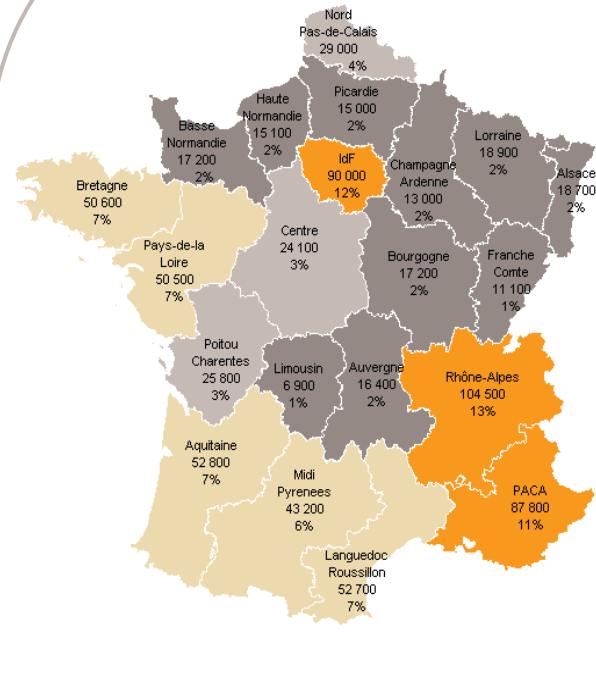 Nord
Pas-de-Calais
29 000
4%
Picardie
15 000
2%
Haute
Normandie
15 100
2%
Basse
Normandie
17 200
2%
IdF
90 000
12%
Champagne
Ardenne
13 000
2%
Lorraine
18 900
2%
Alsace
18 700
2%
Bretagne
50 600
7%
Pays-de-la
Loire
50 500
7%
Centre
24 100
3%
Bourgogne
17 200
2%
Franche
Comte
11 100
1%
Poitou
Charentes
25 800
3%
Limousin
6 900
1%
Auvergne
16 400
2%
Rhône-Alpes
104 500
13%
Aquitaine
52 800
7%
Midi
Pyrenees
43 200
6%
PACA
87 800
11%
Languedoc
Roussillon
52 700
7%